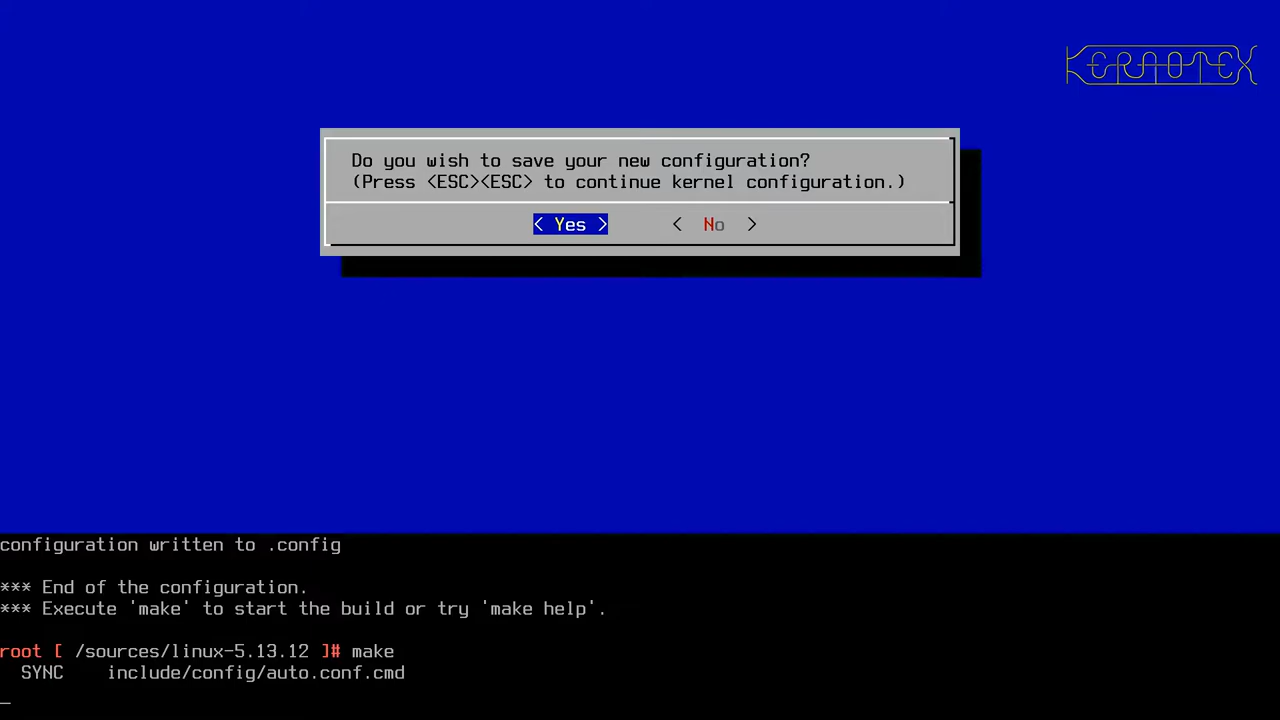 KERAOTEX
Do you wish to save your new configuration?
(Press <ESC><ESC> to continue kernel configuration.)
< Yes > < No >
configuration written to .config
*** End of the configuration.
*** Execute 'make' to start the build or try 'make help'.
root [ /sources/linux-5.13.12 ]# make
SYNC include/config/auto.conf.cmd
_